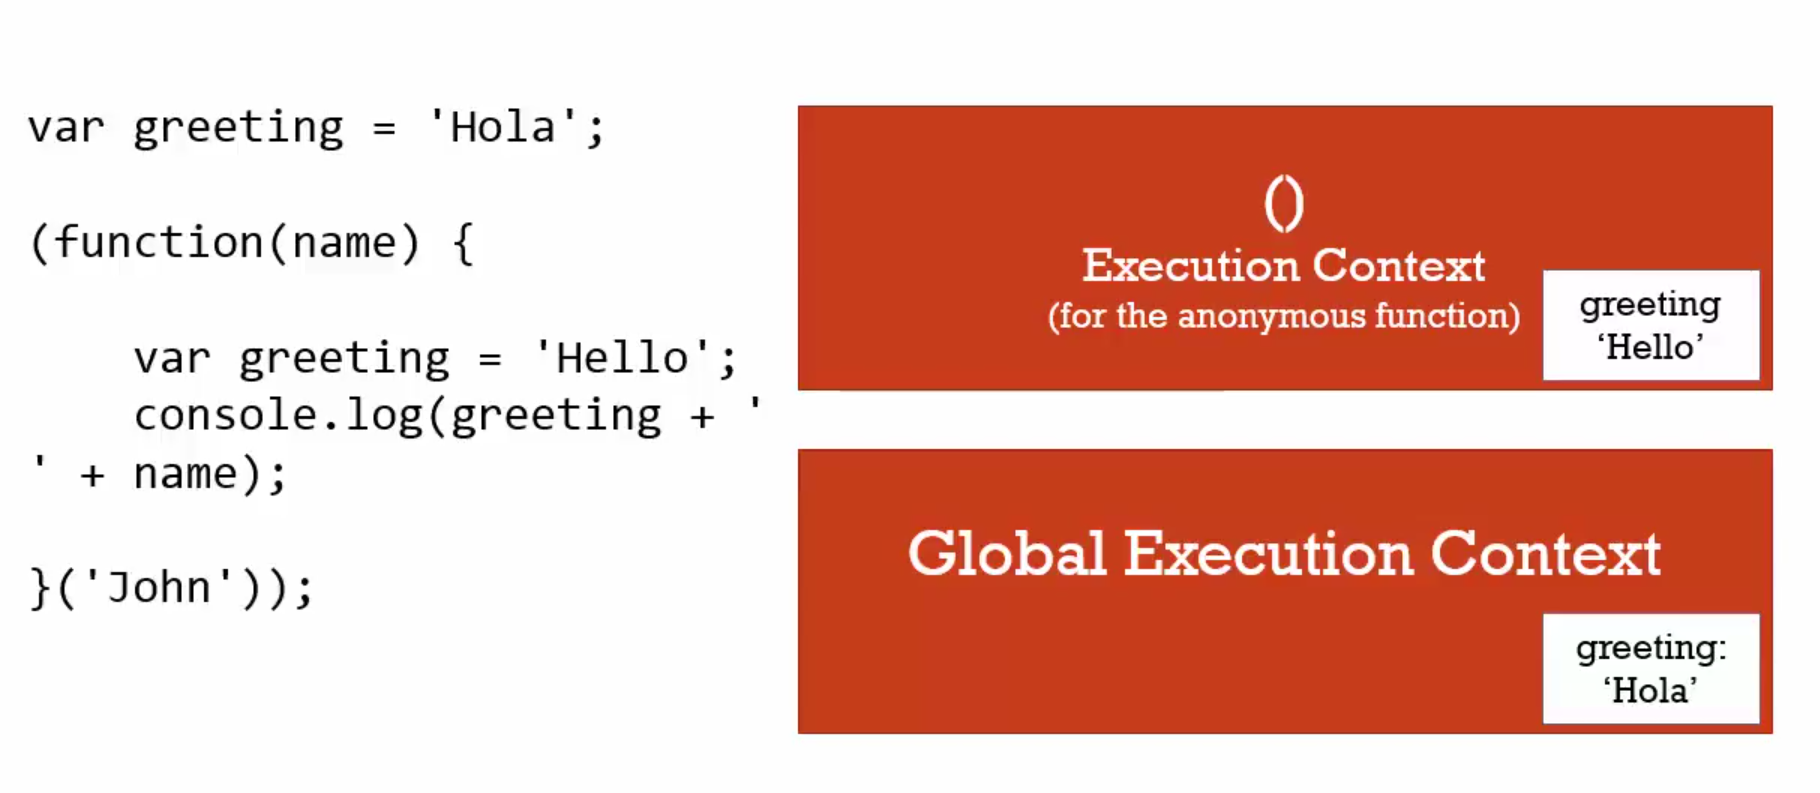 var greeting = 'Hola';
(function(name) {
var greeting = 'Hello';
console.log(greeting + '
' + name);
}('John'));
()
Execution Context
(for the anonymous function)
greeting
‘Hello’
Global Execution Context
greeting:
‘Hola’